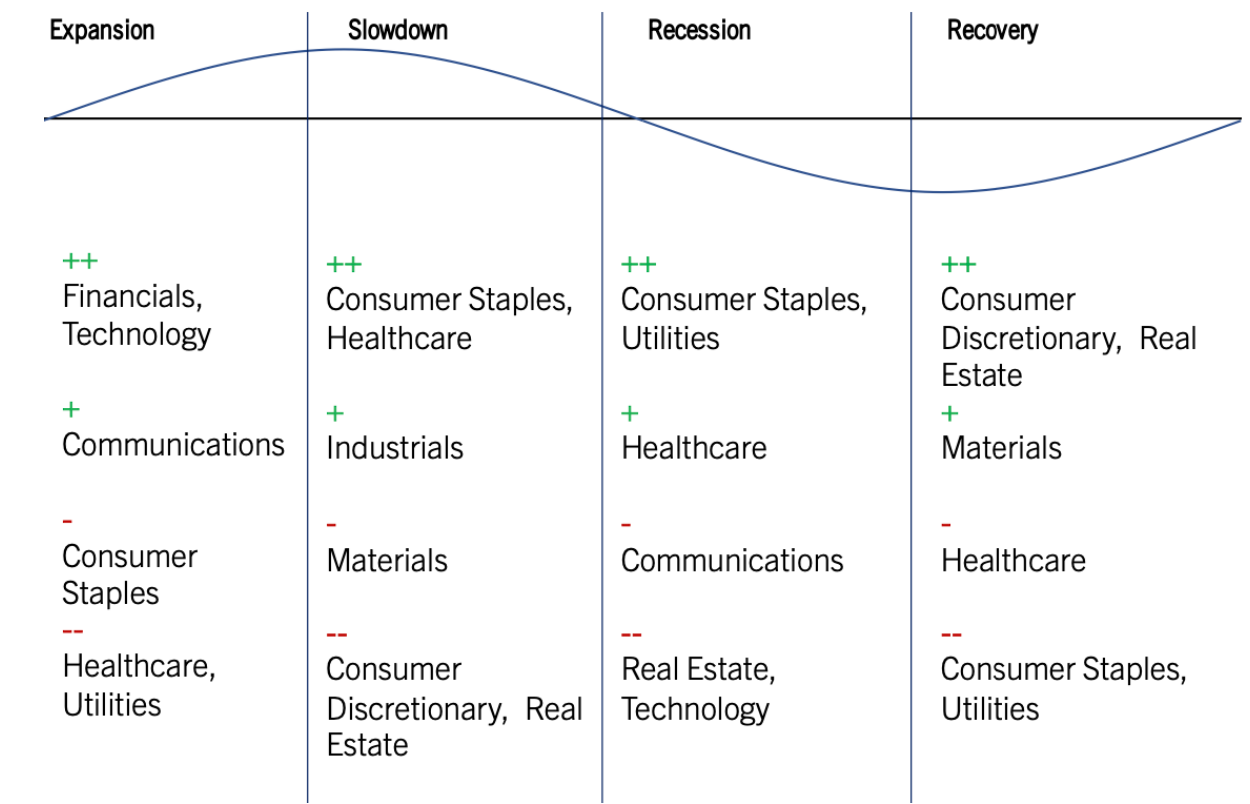 Expansion
Slowdown
Recession
Recovery
++
Financials,
Technology
+
Communications
-
Consumer
Staples
--
Healthcare,
Utilities
++
Consumer Staples,
Healthcare
+
Industrials
-
Materials
--
Consumer
Discretionary, Real
Estate
++
Consumer Staples,
Utilities
+
Healthcare
-
Communications
--
Real Estate,
Technology
++
Consumer
Discretionary, Real
Estate
+
Materials
-
Healthcare
--
Consumer Staples,
Utilities